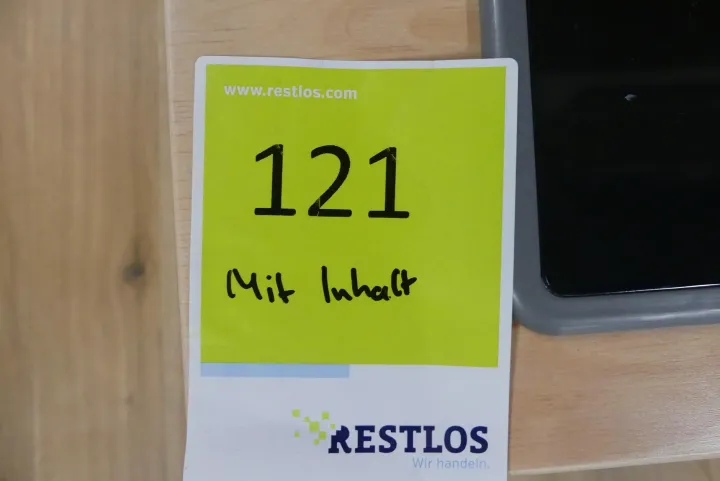 www.restlos.com
121
Mit Inhalt
RESTLOS
Wir handeln.